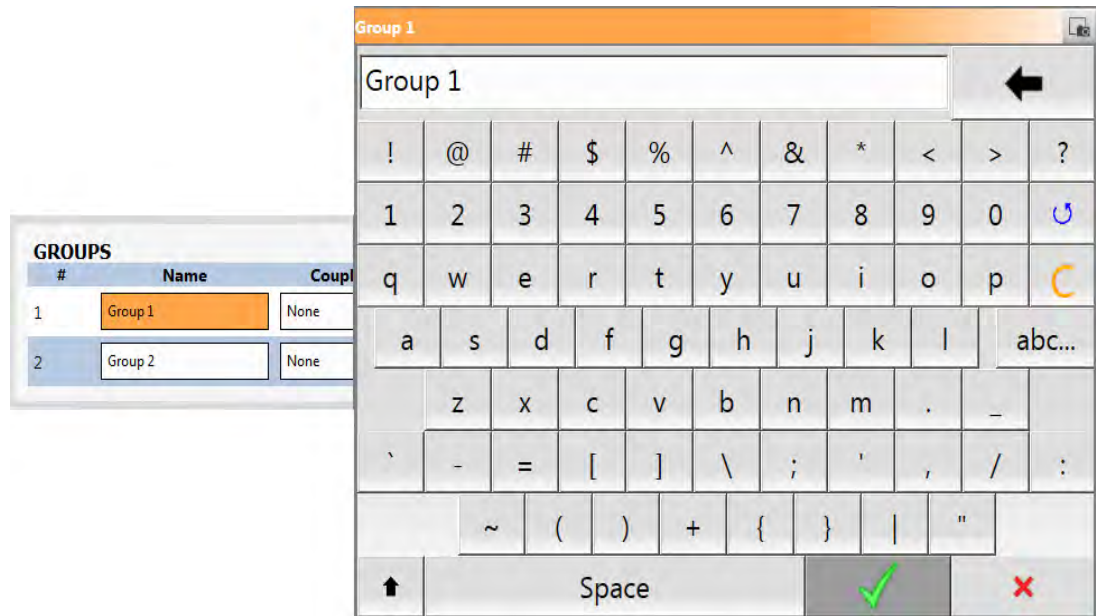 Group 1
Group 1
! @ # $ % ^ & * < > ?
1 2 3 4 5 6 7 8 9 0
q w e r t y u i o p
a s d f g h j k l abc...
z x c v b n m . _
` - = [ ] \ ; ' , / :
~ ( ) + { } | "
Space
GROUPS
# Name Coupl
1 Group 1 None
2 Group 2 None